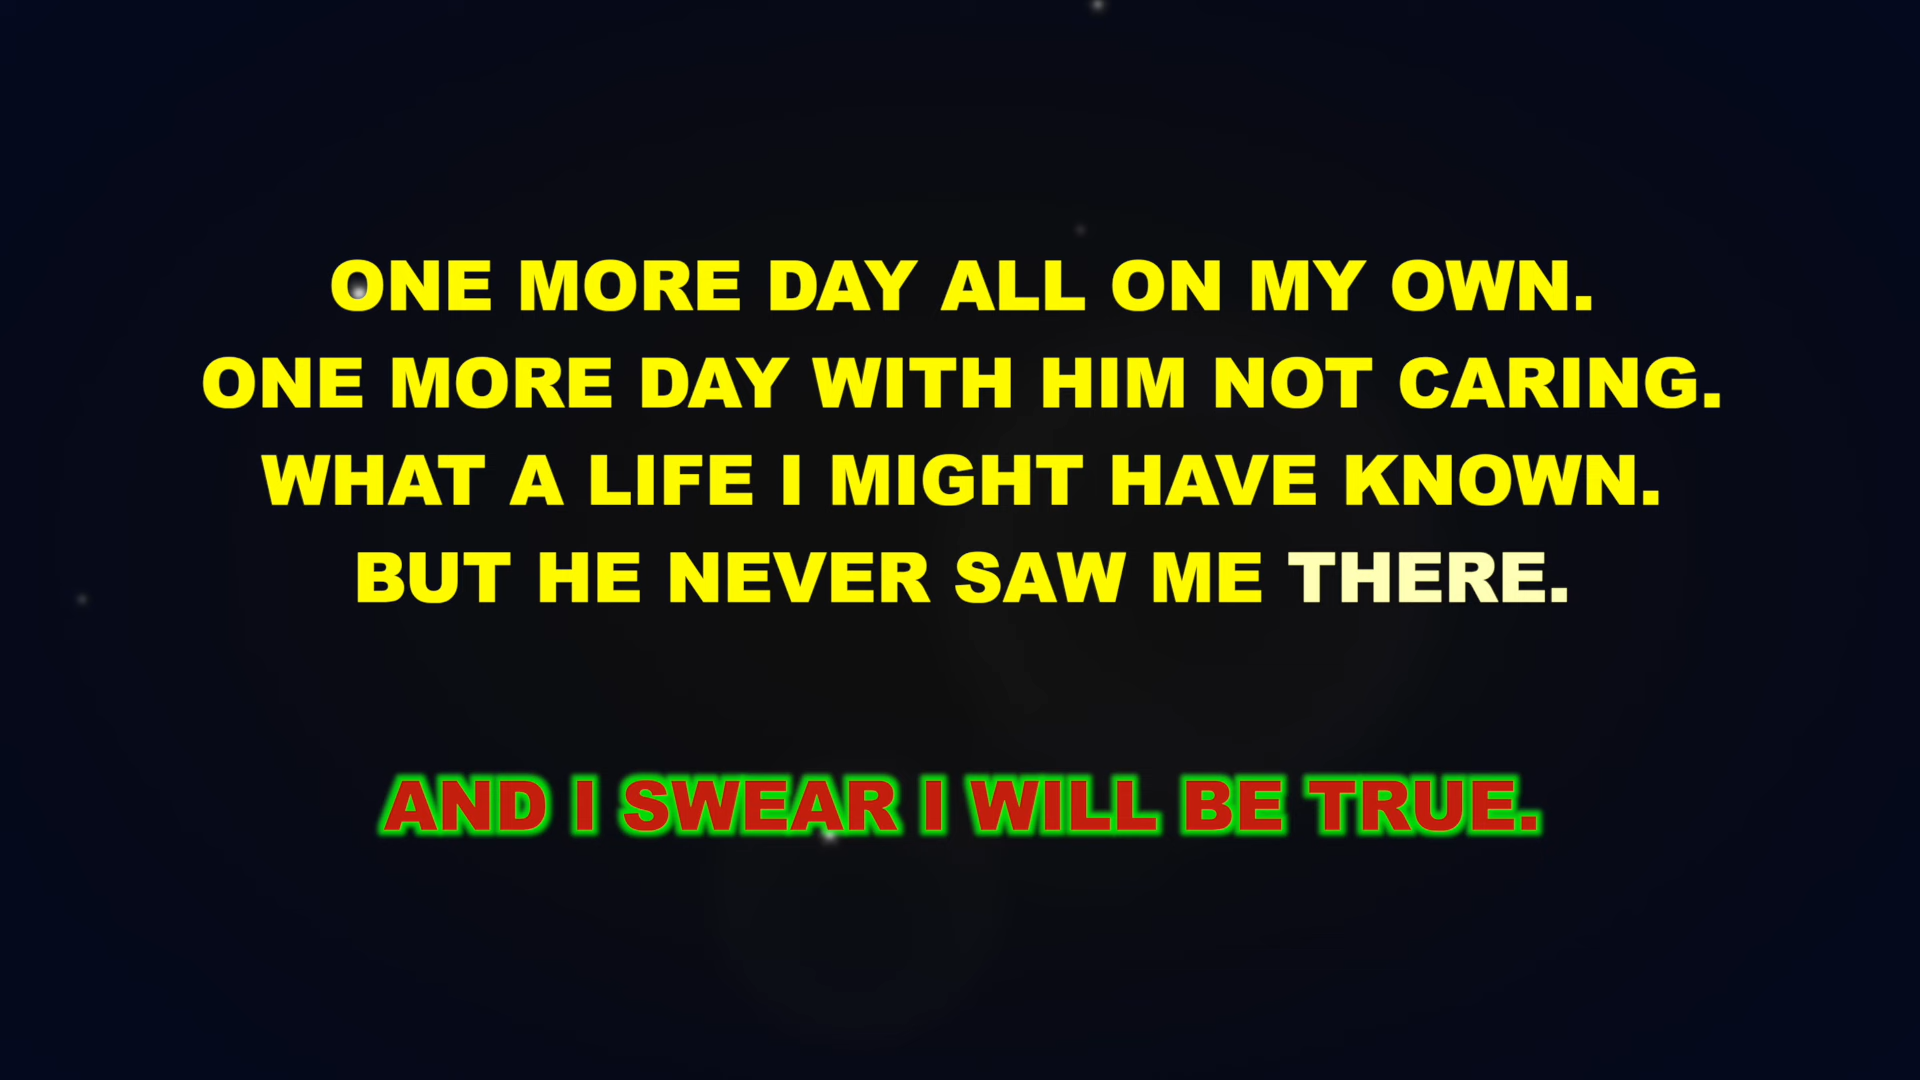 ONE MORE DAY ALL ON MY OWN.
ONE MORE DAY WITH HIM NOT CARING.
WHAT A LIFE I MIGHT HAVE KNOWN.
BUT HE NEVER SAW ME THERE.
AND I SWEAR I WILL BE TRUE.